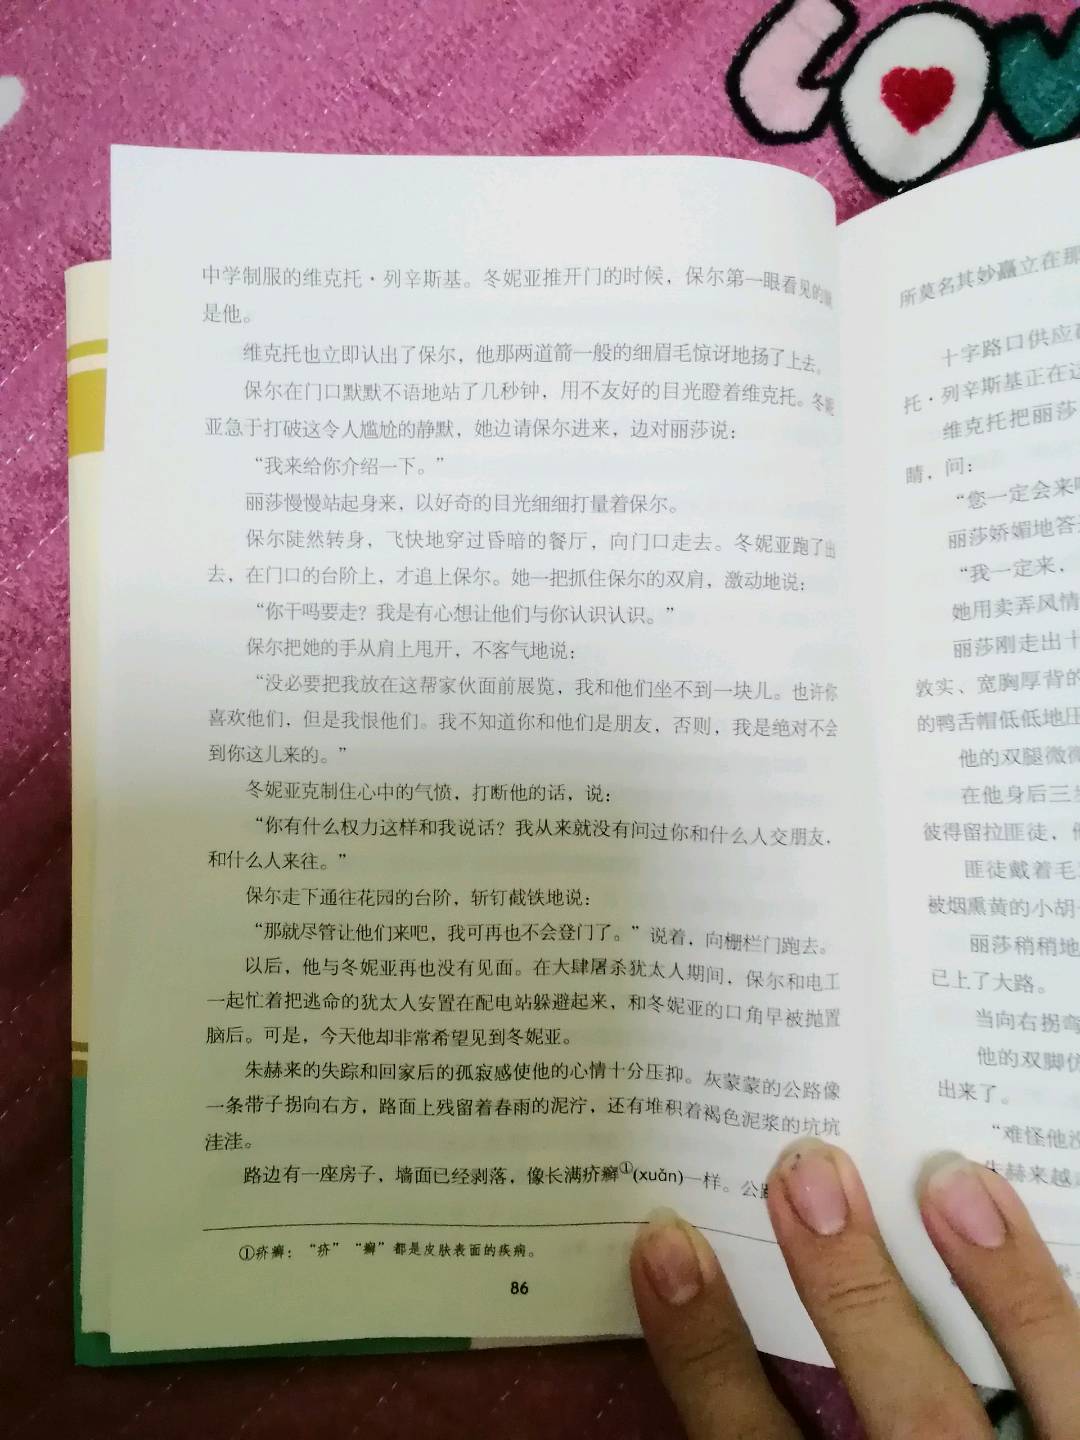 中学制服的维克托·列辛斯基。冬妮亚推开门的时候，保尔第一眼看见的就
是他。
维克托也立即认出了保尔，他那两道箭一般的细眉毛惊讶地扬了上去。
保尔在门口默默不语地站了几秒钟，用不友好的目光瞪着维克托。冬妮
亚急于打破这令人尴尬的静默，她边请保尔进来，边对丽莎说：
“我来给你介绍一下。”
丽莎慢慢站起身来，以好奇的目光细细打量着保尔。
保尔陡然转身，飞快地穿过昏暗的餐厅，向门口走去。冬妮亚跑了出
去，在门口的台阶上，才追上保尔。她一把抓住保尔的双肩，激动地说：
“你干吗要走？我是有心想让他们与你认识认识。”
保尔把她的手从肩上甩开，不客气地说：
“没必要把我放在这帮家伙面前展览，我和他们坐不到一块儿。也许你
喜欢他们，但是我恨他们。我不知道你和他们是朋友，否则，我是绝对不会
到你这儿来的。”
冬妮亚克制住心中的气愤，打断他的话，说：
“你有什么权力这样和我说话？我从来就没有问过你和什么人交朋友，
和什么人来往。”
保尔走下通往花园的台阶，斩钉截铁地说：
“那就尽管让他们来吧，我可再也不会登门了。”说着，向栅栏门跑去。
以后，他与冬妮亚再也没有见面。在大肆屠杀犹太人期间，保尔和电工
一起忙着把逃命的犹太人安置在配电站躲避起来，和冬妮亚的口角早被抛置
脑后。可是，今天他却非常希望见到冬妮亚。
朱赫来的失踪和回家后的孤寂感使他的心情十分压抑。灰蒙蒙的公路像
一条带子拐向右方，路面上残留着春雨的泥泞，还有堆积着褐色泥浆的坑坑
洼洼。
路边有一座房子，墙面已经剥落，像长满疥癣①(xuǎn)一样。公
①疥癣：“疥”“癣”都是皮肤表面的疾病。
86
所莫名其妙矗立在那
十字路口供应
托·列辛斯基正在这
维克托把丽莎
睛，问：
“您一定会来
丽莎娇媚地答
“我一定来，
她用卖弄风情
丽莎刚走出十
敦实、宽胸厚背的
的鸭舌帽低低地压
他的双腿微微
在他身后三
彼得留拉匪徒，
匪徒戴着毛
被烟熏黄的小胡
丽莎稍稍地
已上了大路。
当向右拐弯
他的双脚仿
出来了。
“难怪他没
朱赫来越
LOV